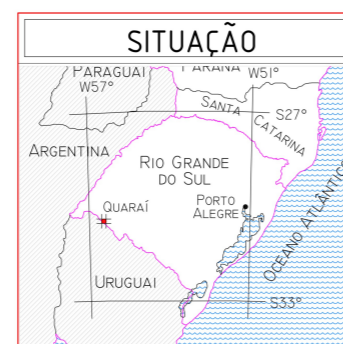 SITUAÇÃO
PARAGUAI
PARANÁ
W57°
W51°
SANTA CATARINA
S27°
ARGENTINA
RIO GRANDE
DO SUL
QUARAÍ
PORTO
ALEGRE
OCEANO ATLÂNTICO
URUGUAI
S33°